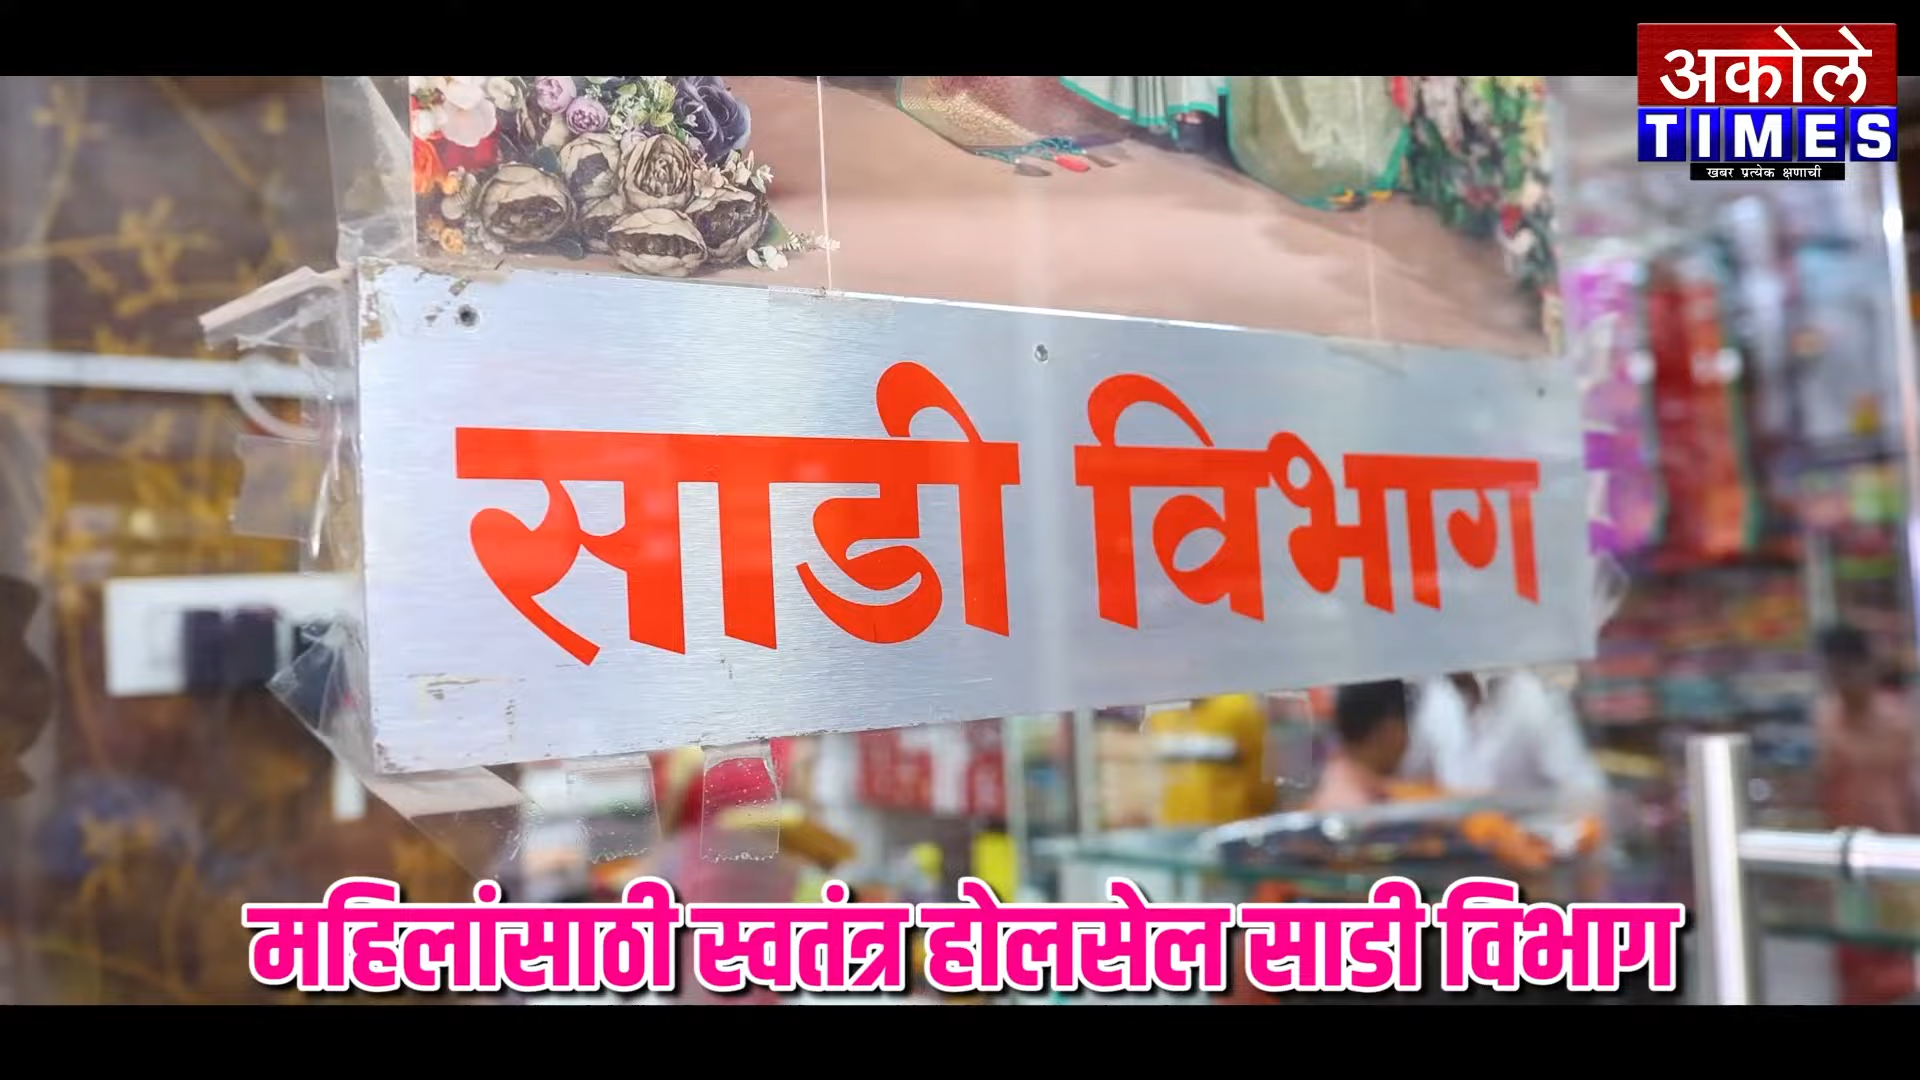 अकोले
TIMES
खबर प्रत्येक क्षणाची
साडी विभाग
महिलांसाठी स्वतंत्र होलसेल साडी विभाग